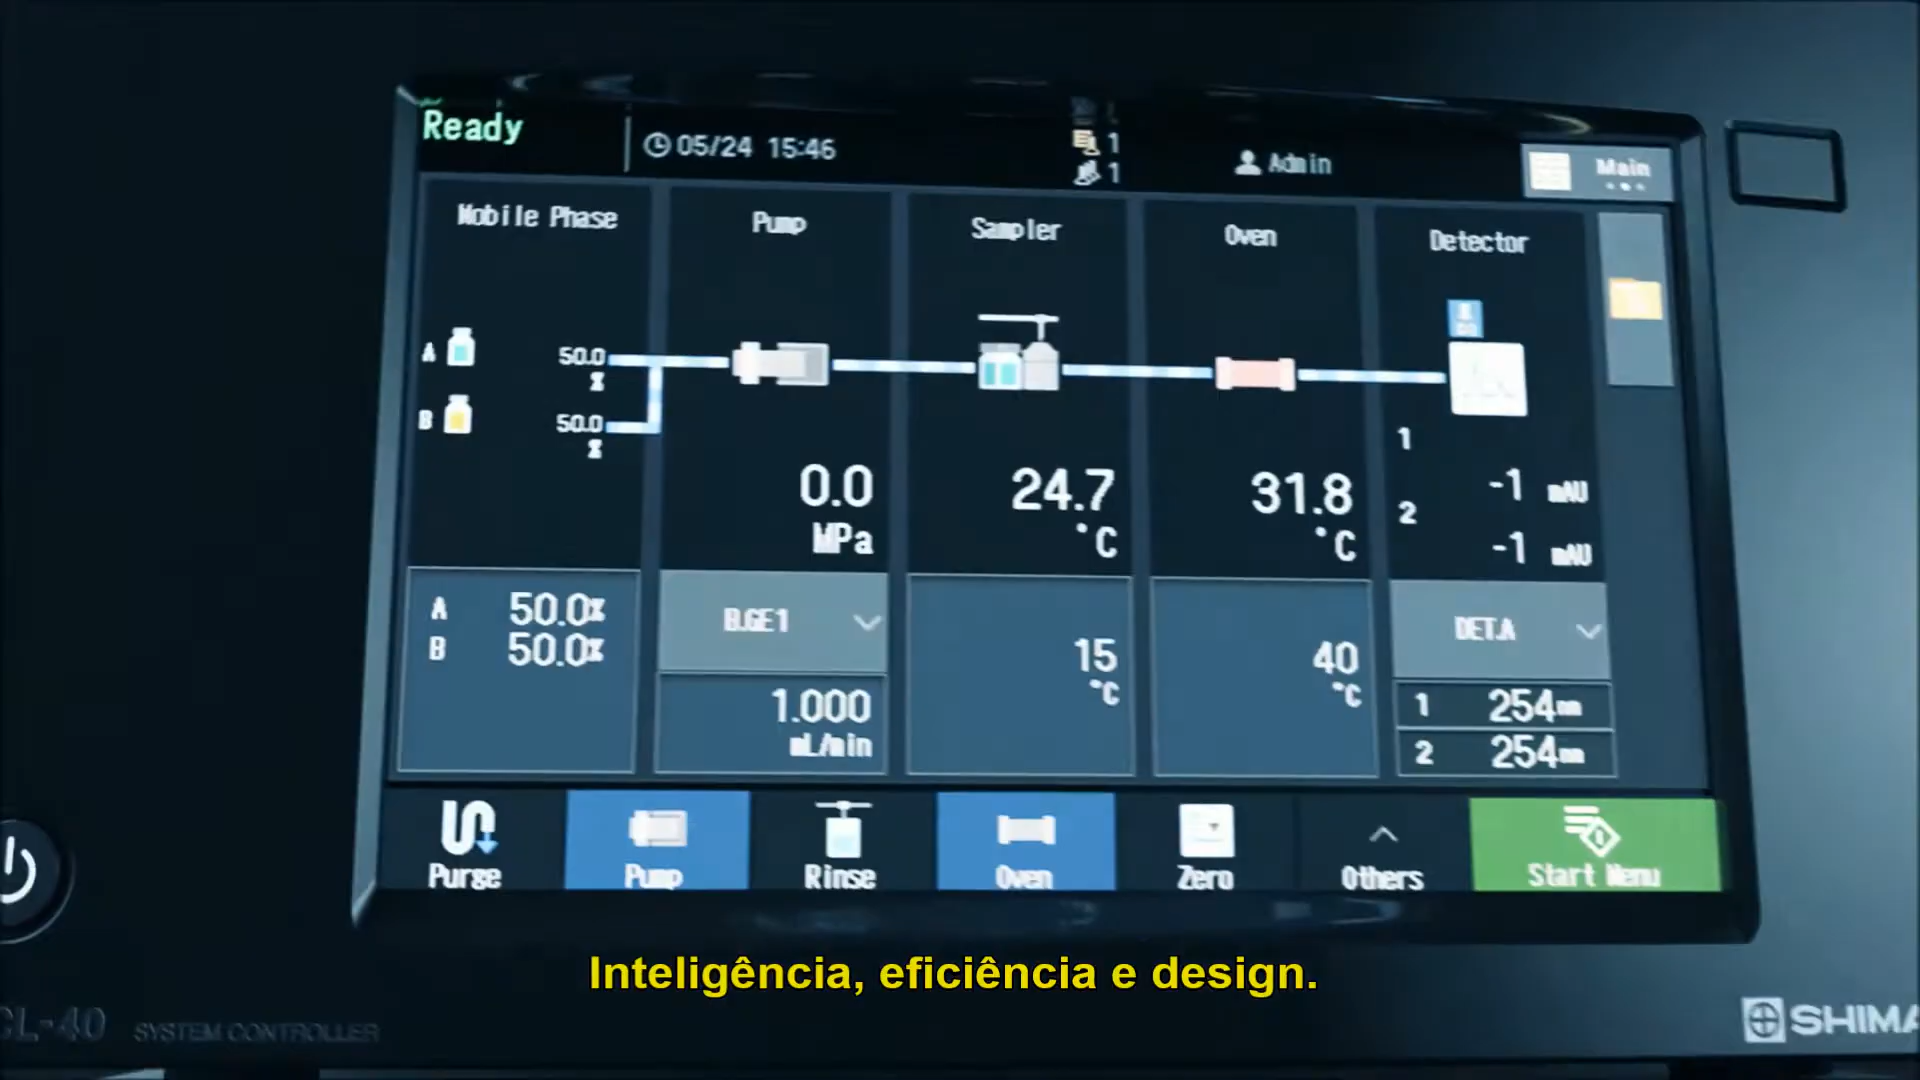 Ready
05/24 15:46
1
1
Admin
Main
Mobile Phase
Pump
Sampler
Oven
Detector
A 50.0 %
B 50.0 %
0.0 MPa
24.7 °C
31.8 °C
1 -1 mAU
2 -1 mAU
A 50.0%
B 50.0%
B.GE1
1.000 mL/min
15 °C
40 °C
DET.A
1 254nm
2 254nm
Purge
Pump
Rinse
Oven
Zero
Others
Start Menu
Inteligência, eficiência e design.
CL-40 SYSTEM CONTROLLER
SHIMA